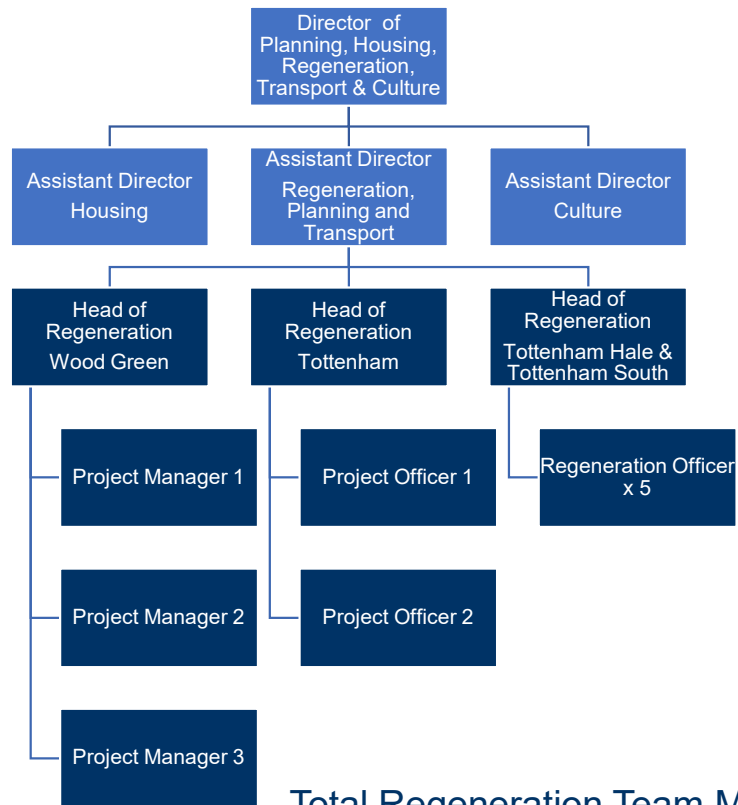 Director of
Planning, Housing,
Regeneration,
Transport & Culture
Assistant Director
Housing
Assistant Director
Regeneration,
Planning and
Transport
Assistant Director
Culture
Head of
Regeneration
Wood Green
Head of
Regeneration
Tottenham
Head of
Regeneration
Tottenham Hale &
Tottenham South
Project Manager 1
Project Officer 1
Regeneration Officer
x 5
Project Manager 2
Project Officer 2
Project Manager 3
Total Regeneration Team M